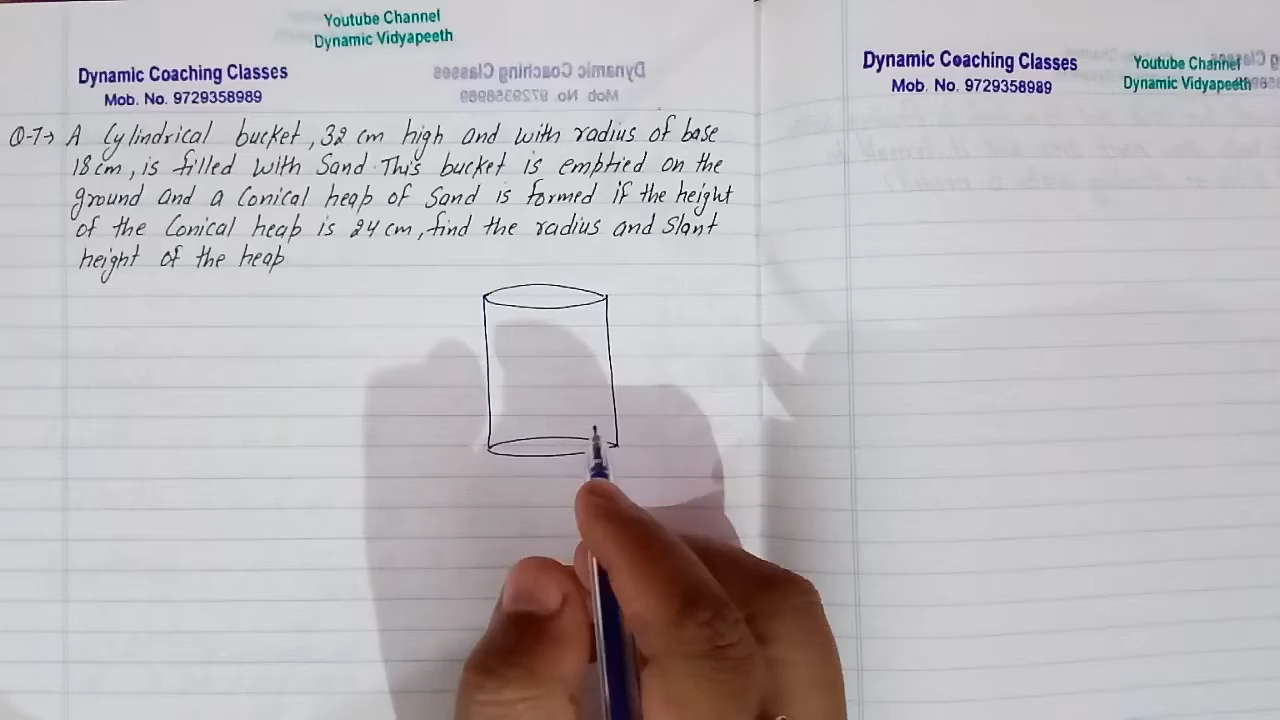 Youtube Channel
Dynamic Vidyapeeth
Dynamic Coaching Classes
Mob. No. 9729358989
Q-7→ A Cylindrical bucket, 32 cm high and with radius of base
18 cm, is filled with Sand. This bucket is emptied on the
ground and a Conical heap of Sand is formed if the height
of the Conical heap is 24 cm, find the radius and Slant
height of the heap
Dynamic Coaching Classes
Mob. No. 9729358989
Youtube Channel
Dynamic Vidyapeeth